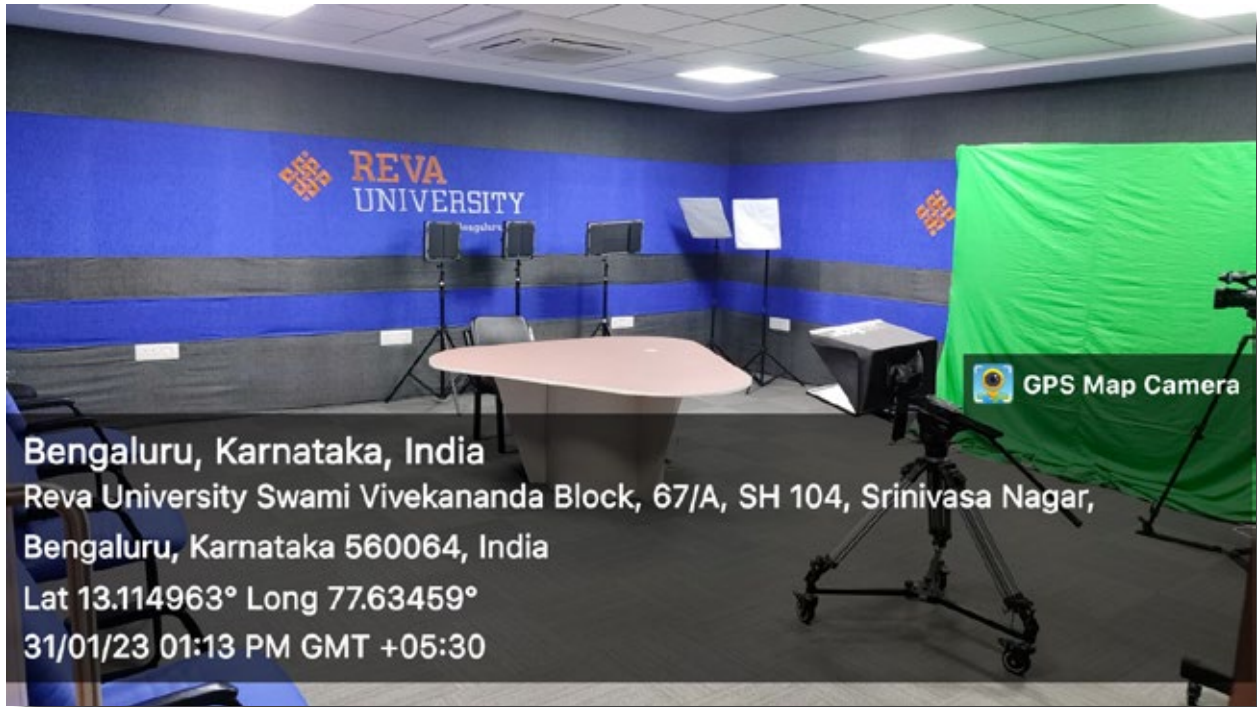 REVA
UNIVERSITY
Bengaluru
GPS Map Camera
Bengaluru, Karnataka, India
Reva University Swami Vivekananda Block, 67/A, SH 104, Srinivasa Nagar,
Bengaluru, Karnataka 560064, India
Lat 13.114963° Long 77.63459°
31/01/23 01:13 PM GMT +05:30